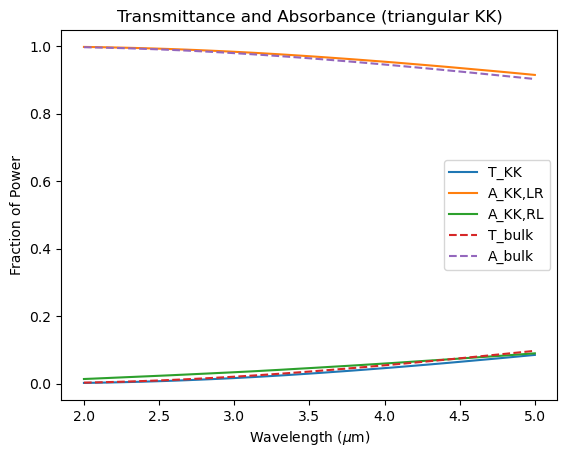 Transmittance and Absorbance (triangular KK)
1.0
0.8
0.6
0.4
0.2
0.0
Fraction of Power
T_KK
A_KK,LR
A_KK,RL
T_bulk
A_bulk
2.0 2.5 3.0 3.5 4.0 4.5 5.0
Wavelength (μm)